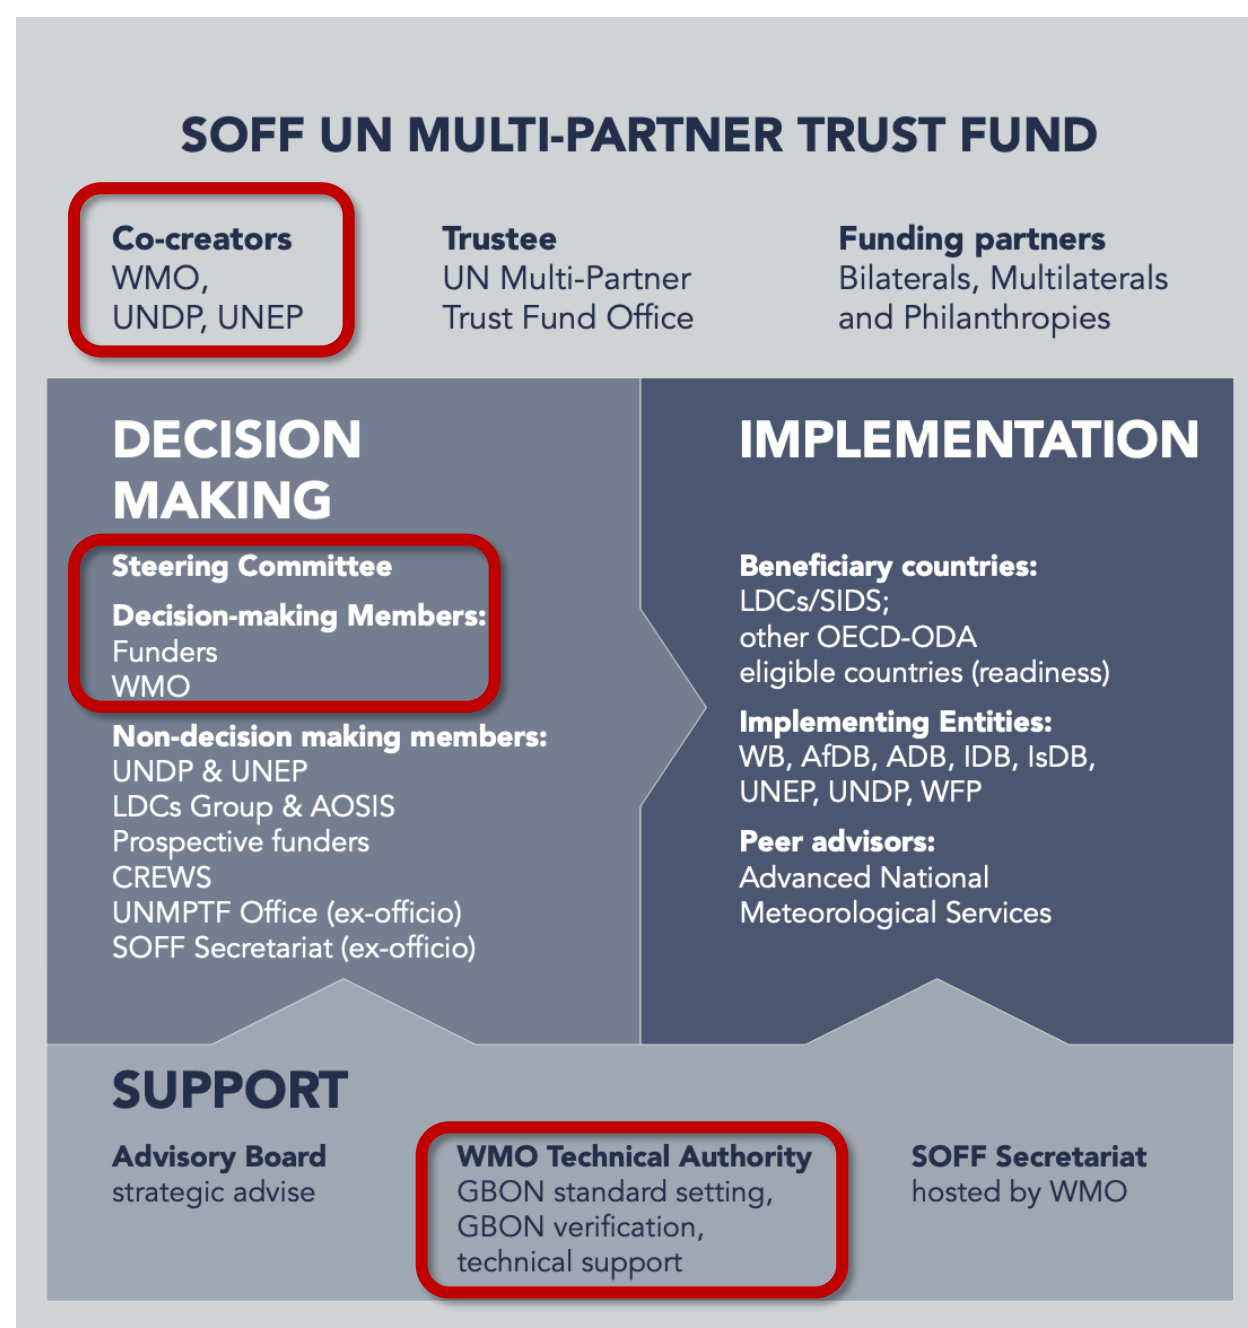 SOFF UN MULTI-PARTNER TRUST FUND
Co-creators
WMO,
UNDP, UNEP
Trustee
UN Multi-Partner
Trust Fund Office
Funding partners
Bilaterals, Multilaterals
and Philanthropies
DECISION
MAKING
Steering Committee
Decision-making Members:
Funders
WMO
Non-decision making members:
UNDP & UNEP
LDCs Group & AOSIS
Prospective funders
CREWS
UNMPTF Office (ex-officio)
SOFF Secretariat (ex-officio)
IMPLEMENTATION
Beneficiary countries:
LDCs/SIDS;
other OECD-ODA
eligible countries (readiness)
Implementing Entities:
WB, AfDB, ADB, IDB, IsDB,
UNEP, UNDP, WFP
Peer advisors:
Advanced National
Meteorological Services
SUPPORT
Advisory Board
strategic advise
WMO Technical Authority
GBON standard setting,
GBON verification,
technical support
SOFF Secretariat
hosted by WMO